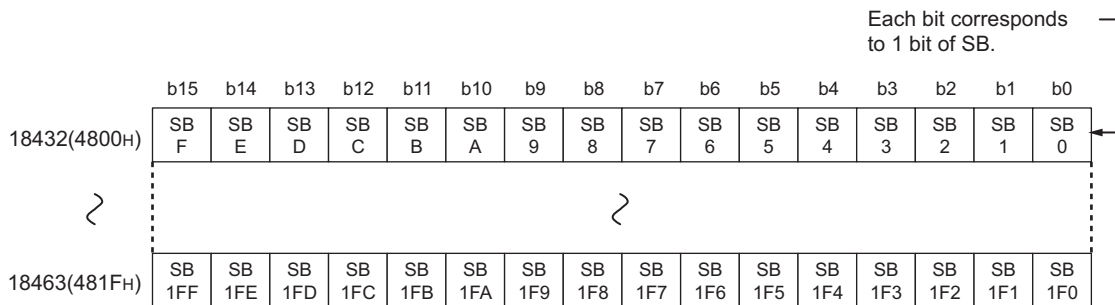 Each bit corresponds
to 1 bit of SB.
b15 b14 b13 b12 b11 b10 b9 b8 b7 b6 b5 b4 b3 b2 b1 b0
18432(4800H) SB F SB E SB D SB C SB B SB A SB 9 SB 8 SB 7 SB 6 SB 5 SB 4 SB 3 SB 2 SB 1 SB 0
18463(481FH) SB 1FF SB 1FE SB 1FD SB 1FC SB 1FB SB 1FA SB 1F9 SB 1F8 SB 1F7 SB 1F6 SB 1F5 SB 1F4 SB 1F3 SB 1F2 SB 1F1 SB 1F0